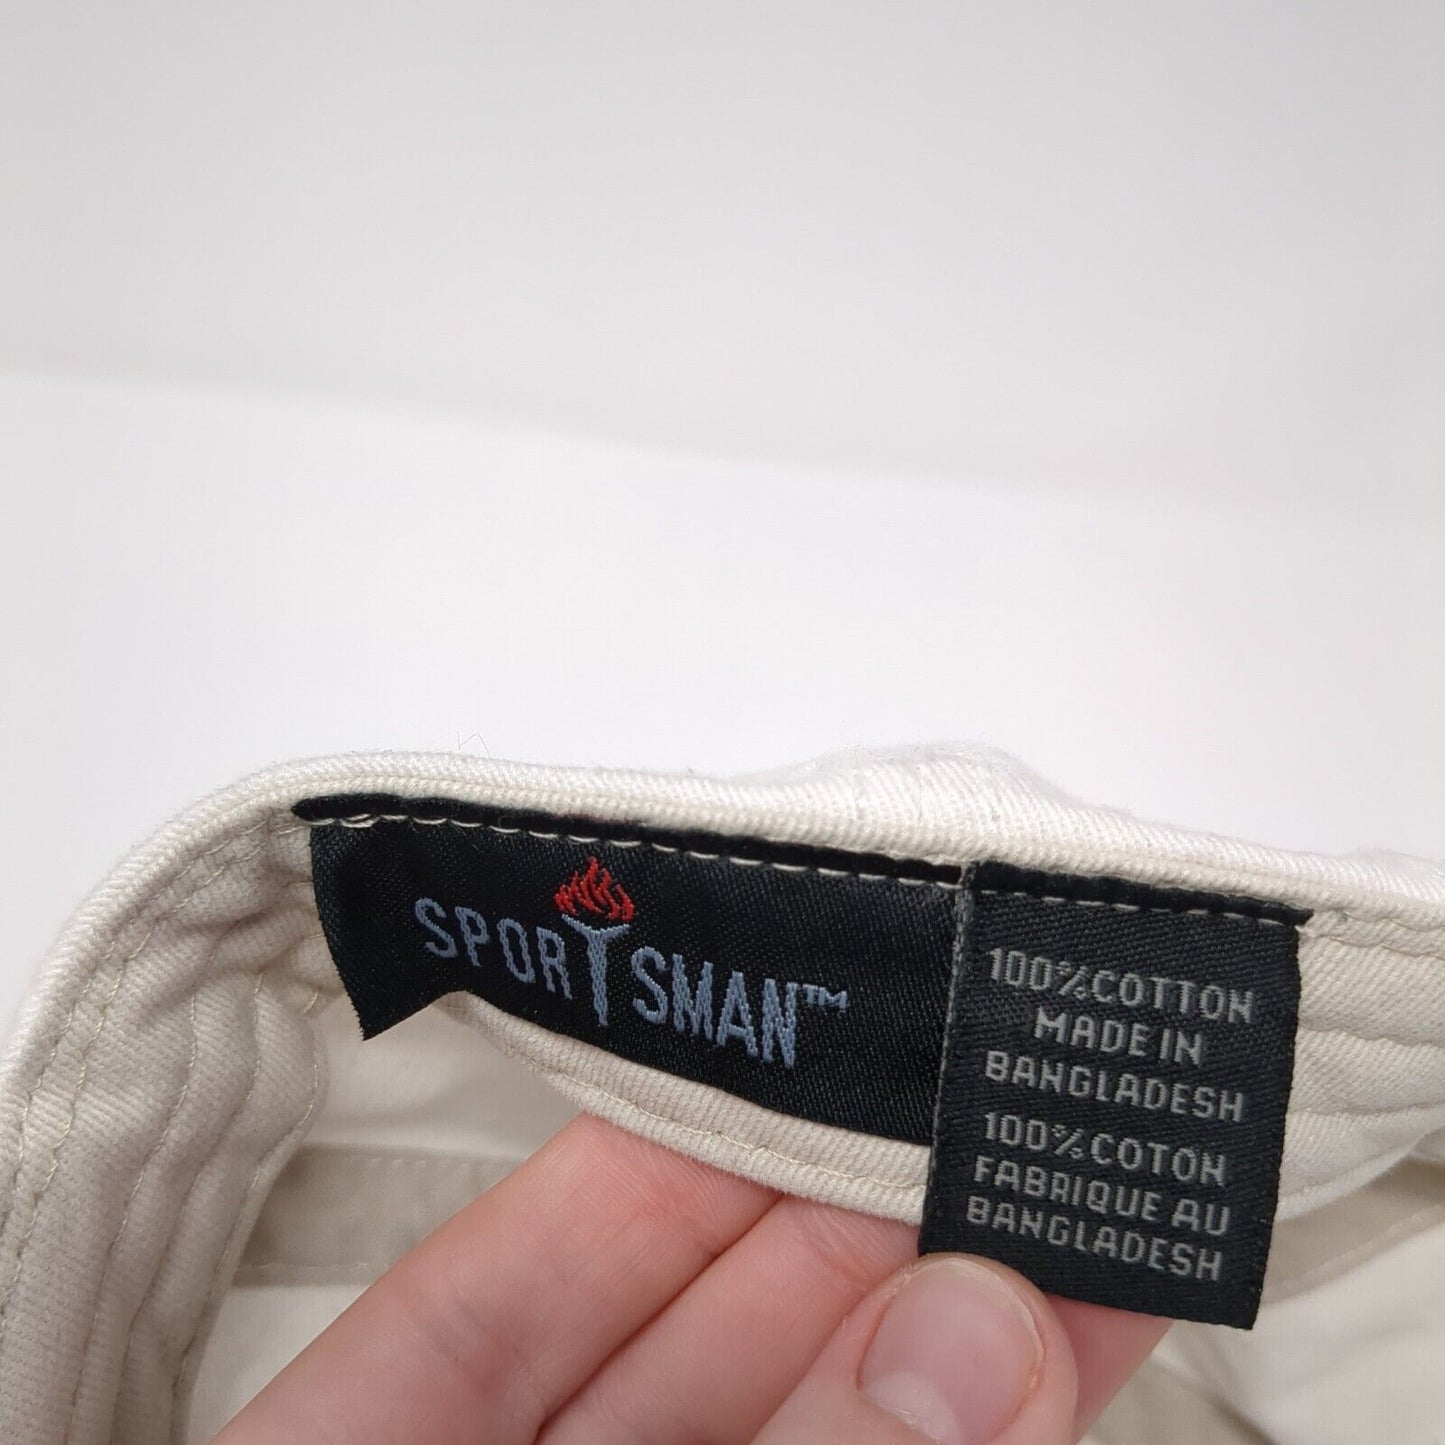 SPORTSMAN™
100% COTTON
MADE IN
BANGLADESH
100% COTON
FABRIQUE AU
BANGLADESH